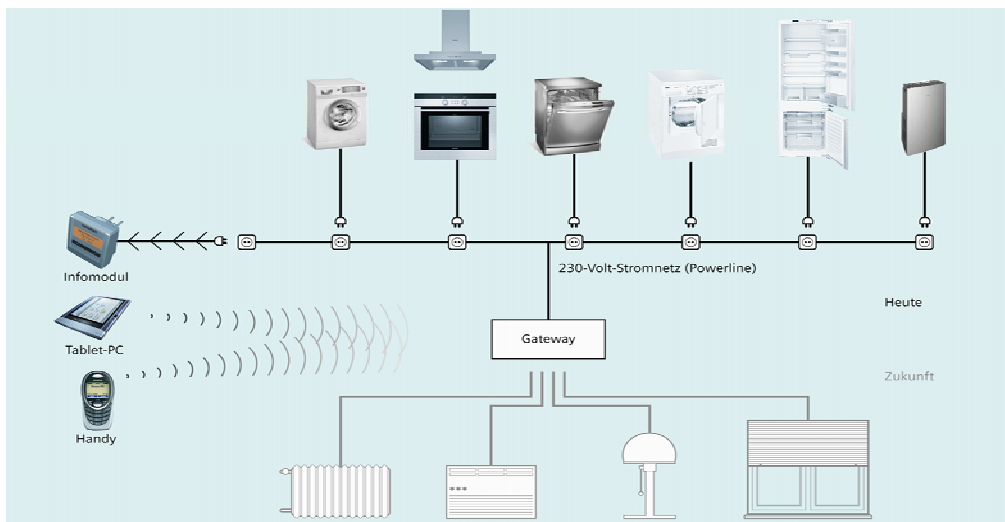 Infomodul
230-Volt-Stromnetz (Powerline)
Heute
Tablet-PC
Gateway
Zukunft
Handy